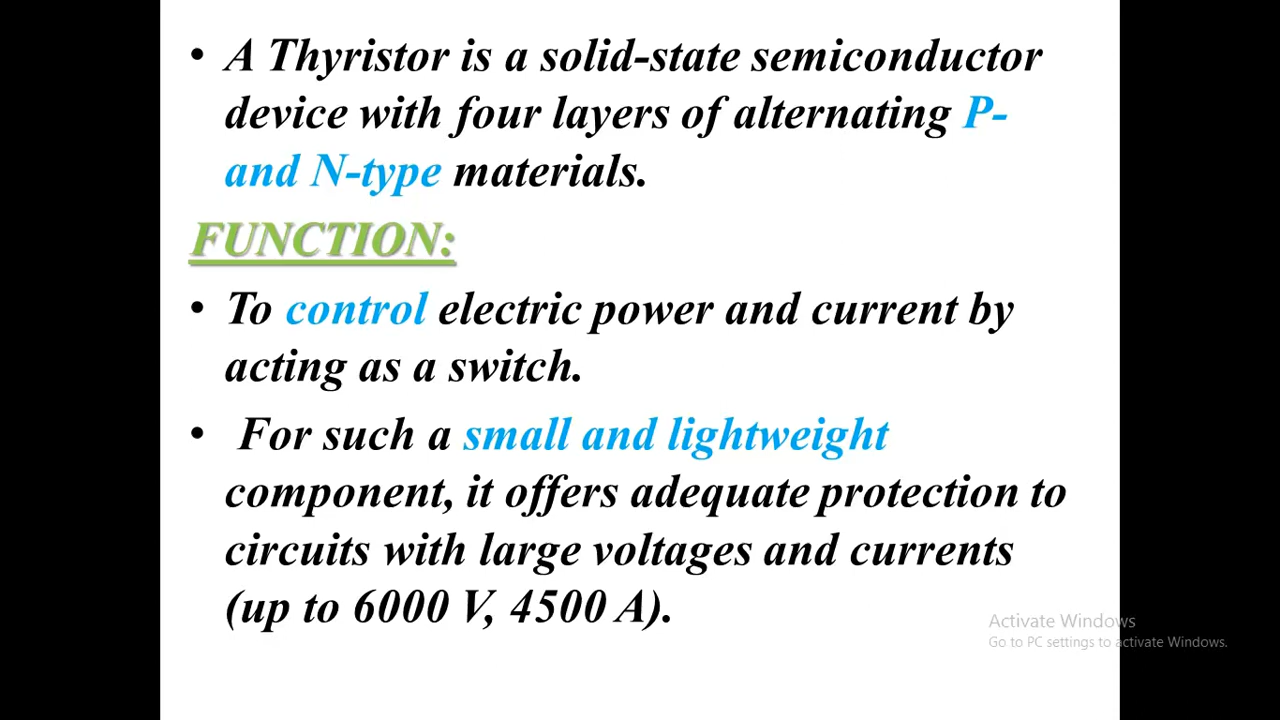 • A Thyristor is a solid-state semiconductor
device with four layers of alternating P-
and N-type materials.
FUNCTION:
• To control electric power and current by
acting as a switch.
• For such a small and lightweight
component, it offers adequate protection to
circuits with large voltages and currents
(up to 6000 V, 4500 A).
Activate Windows
Go to PC settings to activate Windows.